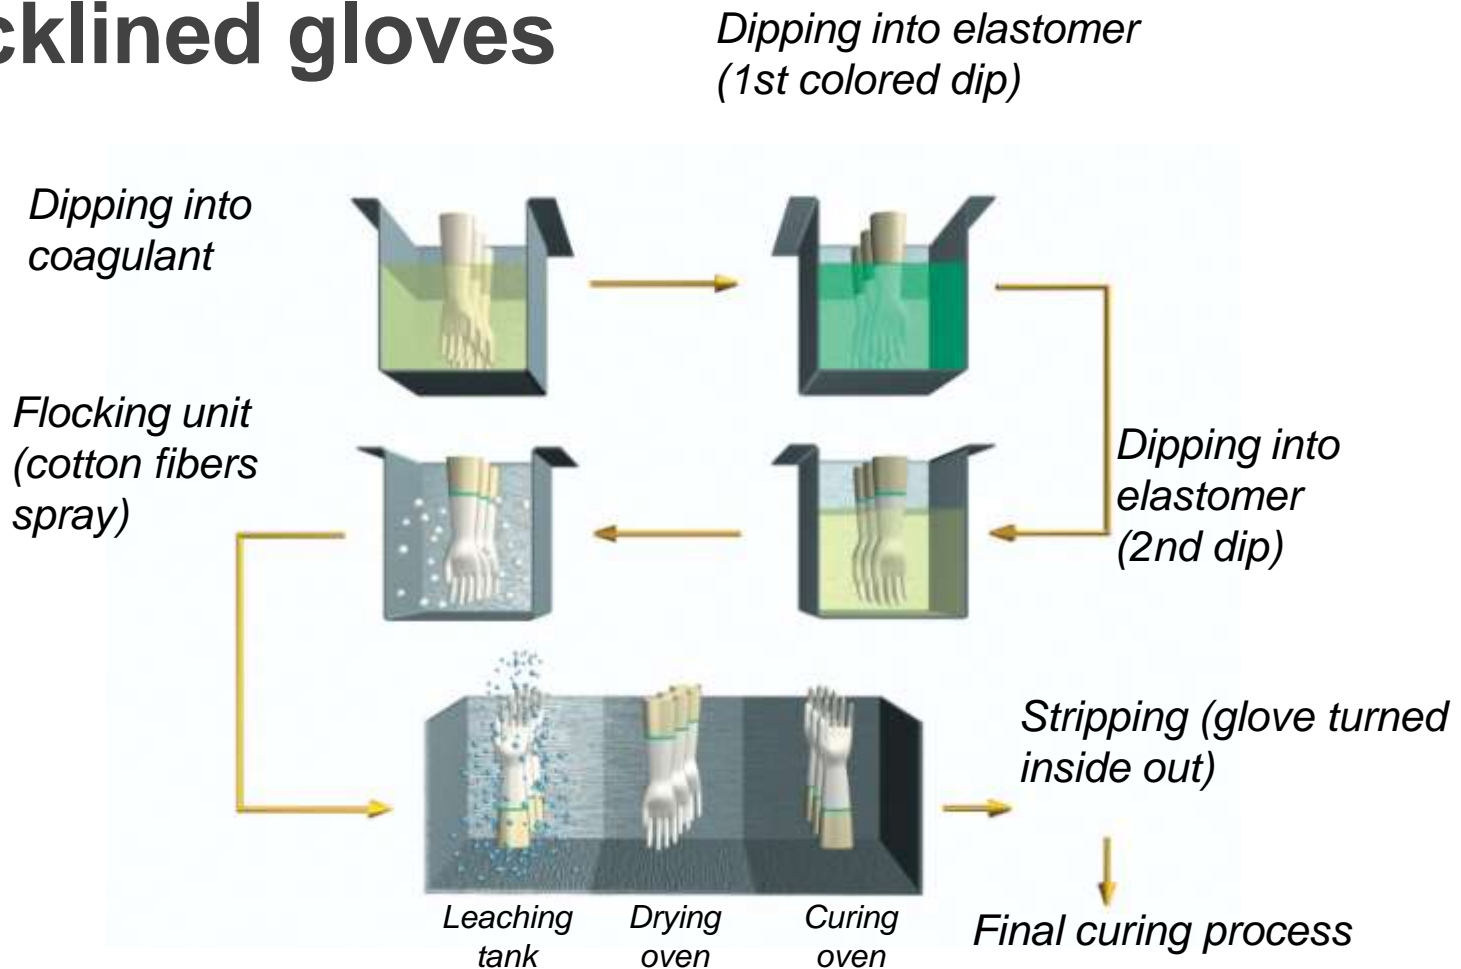 cklined gloves
Dipping into elastomer
(1st colored dip)
Dipping into
coagulant
Flocking unit
(cotton fibers
spray)
Dipping into
elastomer
(2nd dip)
Stripping (glove turned
inside out)
Leaching
tank
Drying
oven
Curing
oven
Final curing process